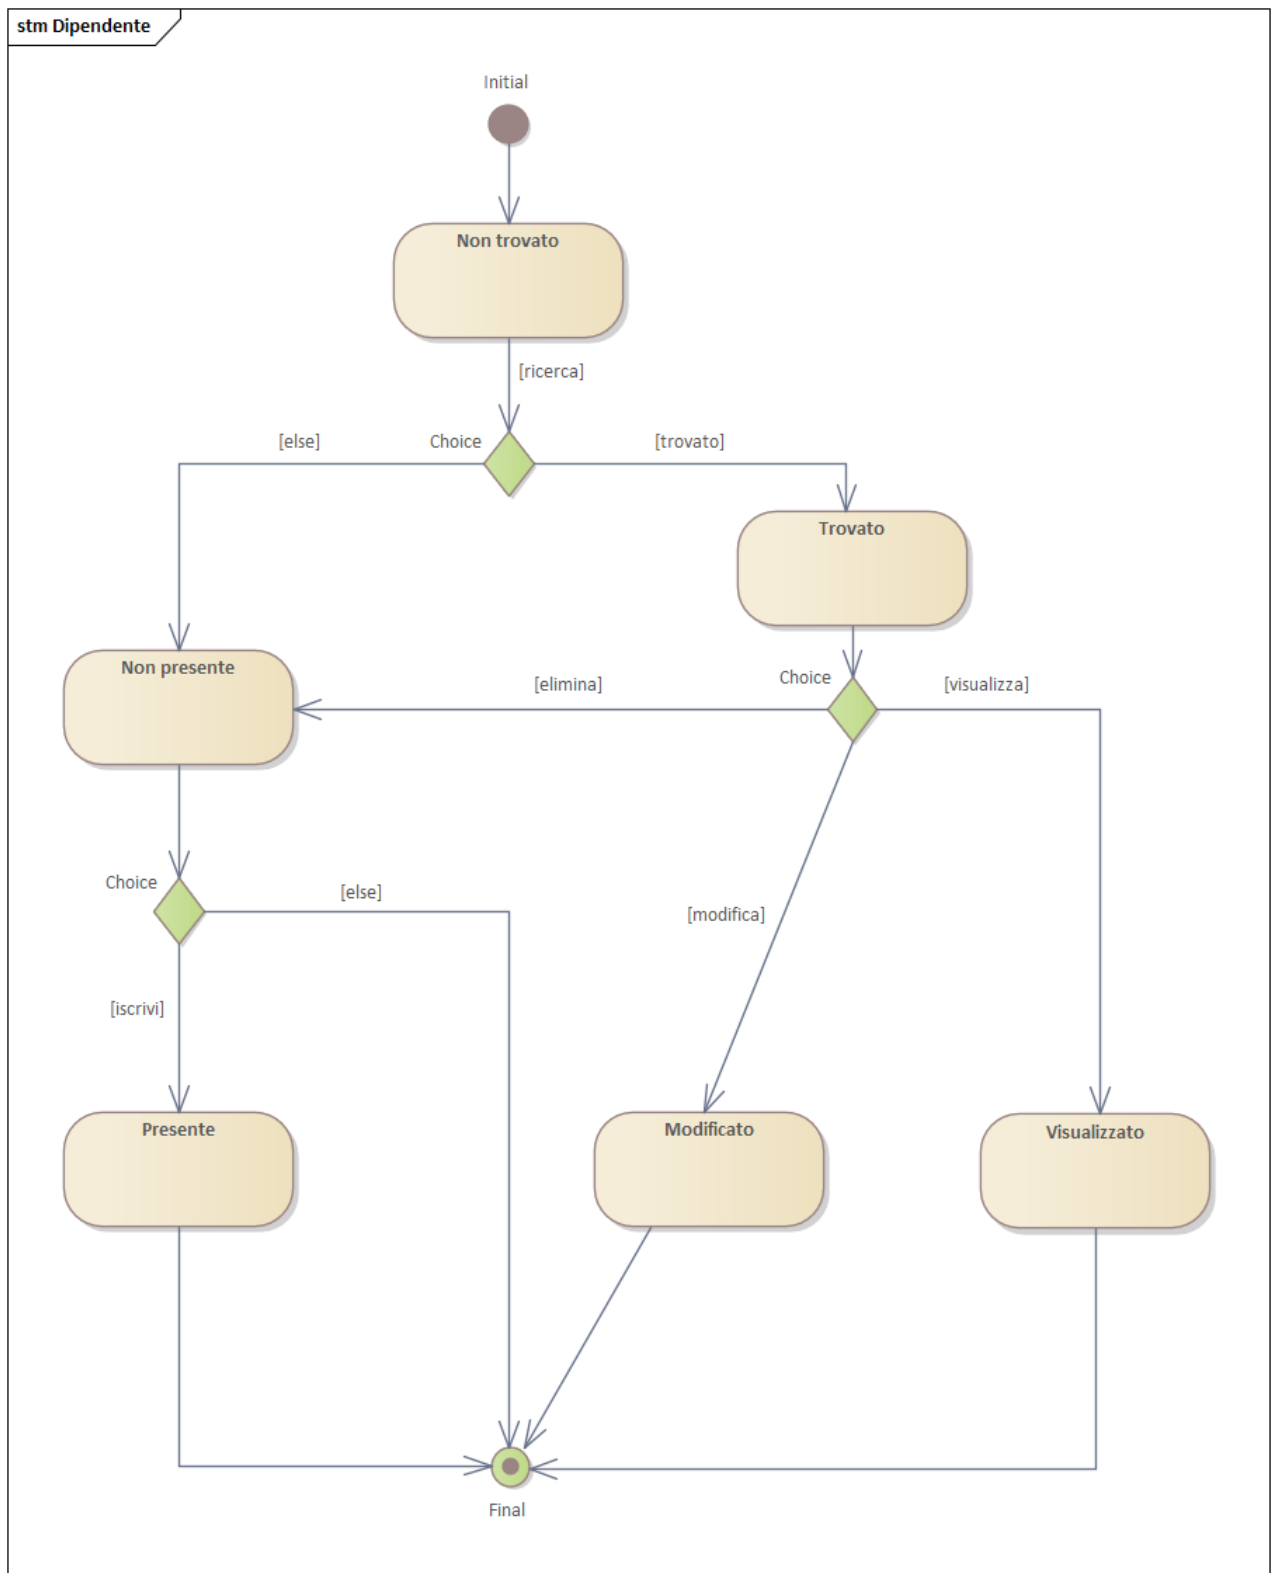 stm Dipendente
Initial
Non trovato
[ricerca]
[else]
Choice
[trovato]
Trovato
Non presente
[elimina]
Choice
[visualizza]
Choice
[else]
[modifica]
[iscrivi]
Presente
Modificato
Visualizzato
Final